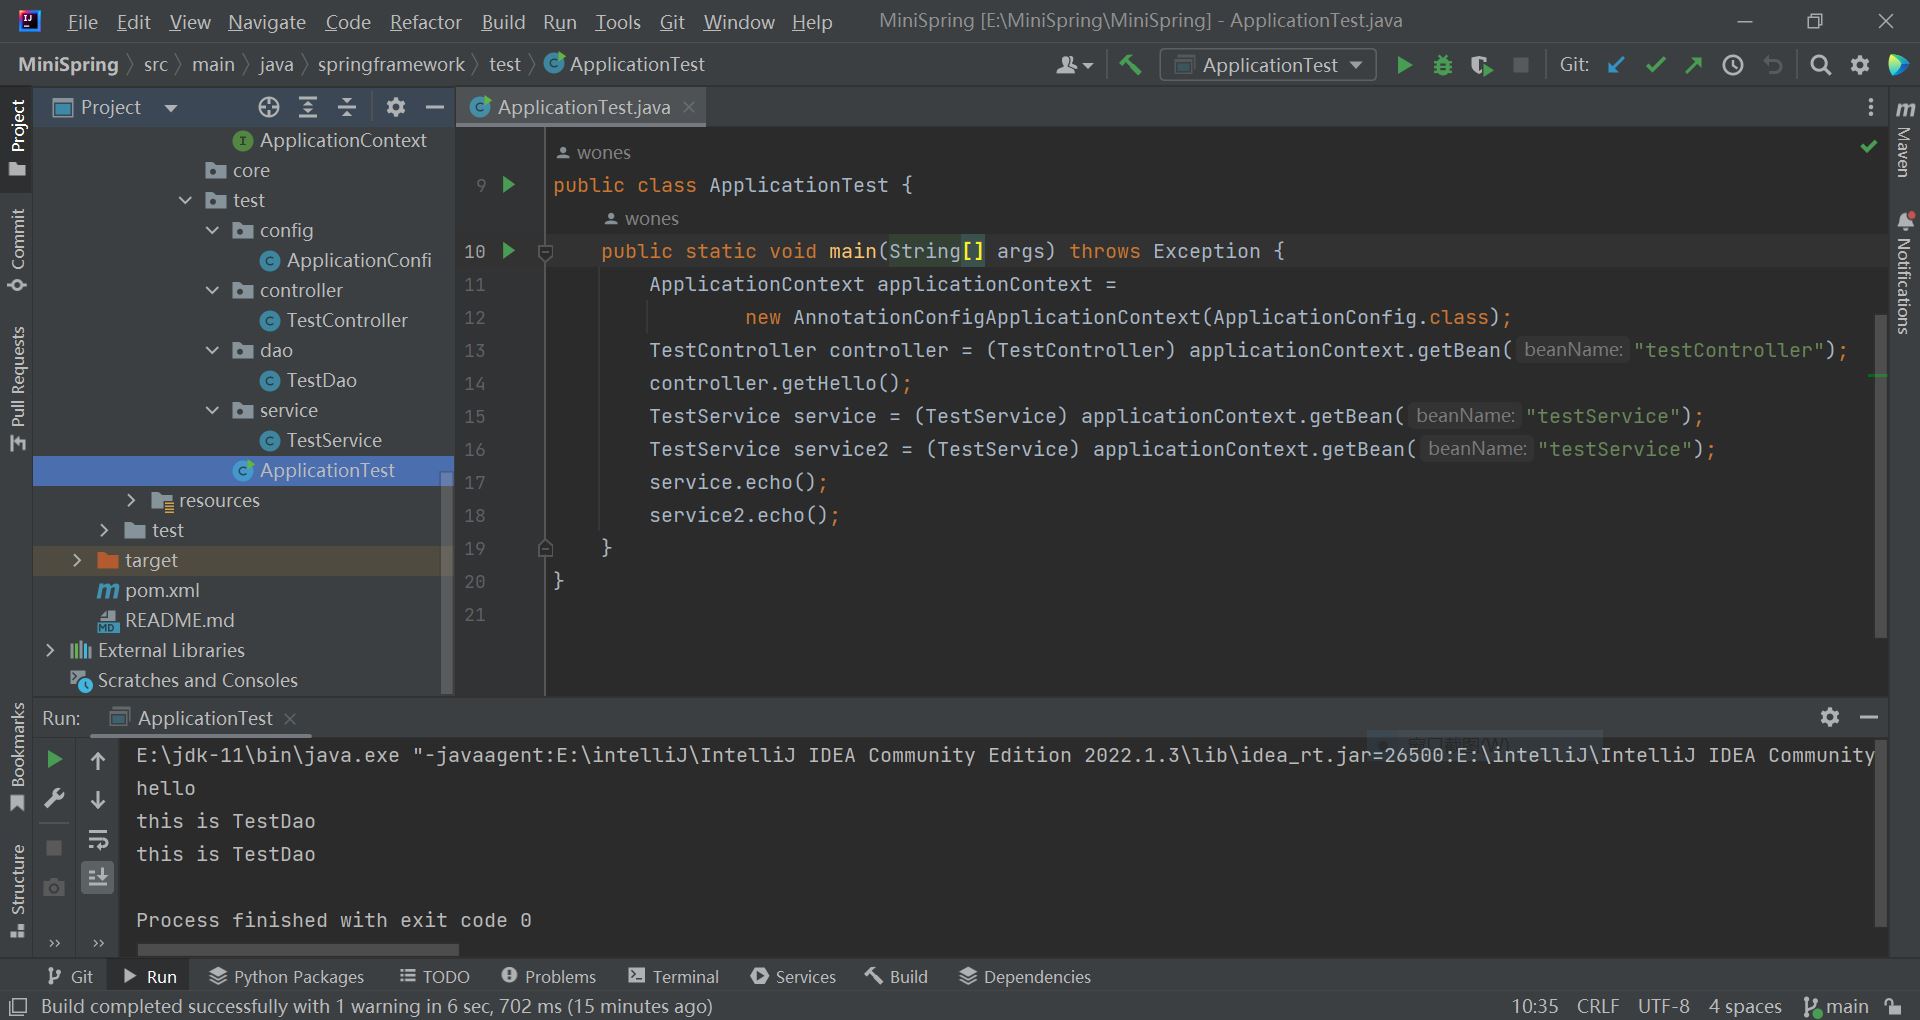 File Edit View Navigate Code Refactor Build Run Tools Git Window Help MiniSpring [E:\MiniSpring\MiniSpring] - ApplicationTest.java
MiniSpring src main java springframework test ApplicationTest ApplicationTest Git:
Project
ApplicationTest.java
Project
Commit
Pull Requests
Bookmarks
Structure
ApplicationContext
core
test
config
ApplicationConfi
controller
TestController
dao
TestDao
service
TestService
ApplicationTest
resources
test
target
pom.xml
README.md
External Libraries
Scratches and Consoles
wones
9 public class ApplicationTest {
wones
10 public static void main(String[] args) throws Exception {
11 ApplicationContext applicationContext =
12 new AnnotationConfigApplicationContext(ApplicationConfig.class);
13 TestController controller = (TestController) applicationContext.getBean( beanName: "testController");
14 controller.getHello();
15 TestService service = (TestService) applicationContext.getBean( beanName: "testService");
16 TestService service2 = (TestService) applicationContext.getBean( beanName: "testService");
17 service.echo();
18 service2.echo();
19 }
20 }
21
Maven
Notifications
Run: ApplicationTest
E:\jdk-11\bin\java.exe "-javaagent:E:\intelliJ\IntelliJ IDEA Community Edition 2022.1.3\lib\idea_rt.jar=26500:E:\intelliJ\IntelliJ IDEA Community
hello
this is TestDao
this is TestDao
Process finished with exit code 0
Git Run Python Packages TODO Problems Terminal Services Build Dependencies
Build completed successfully with 1 warning in 6 sec, 702 ms (15 minutes ago) 10:35 CRLF UTF-8 4 spaces main